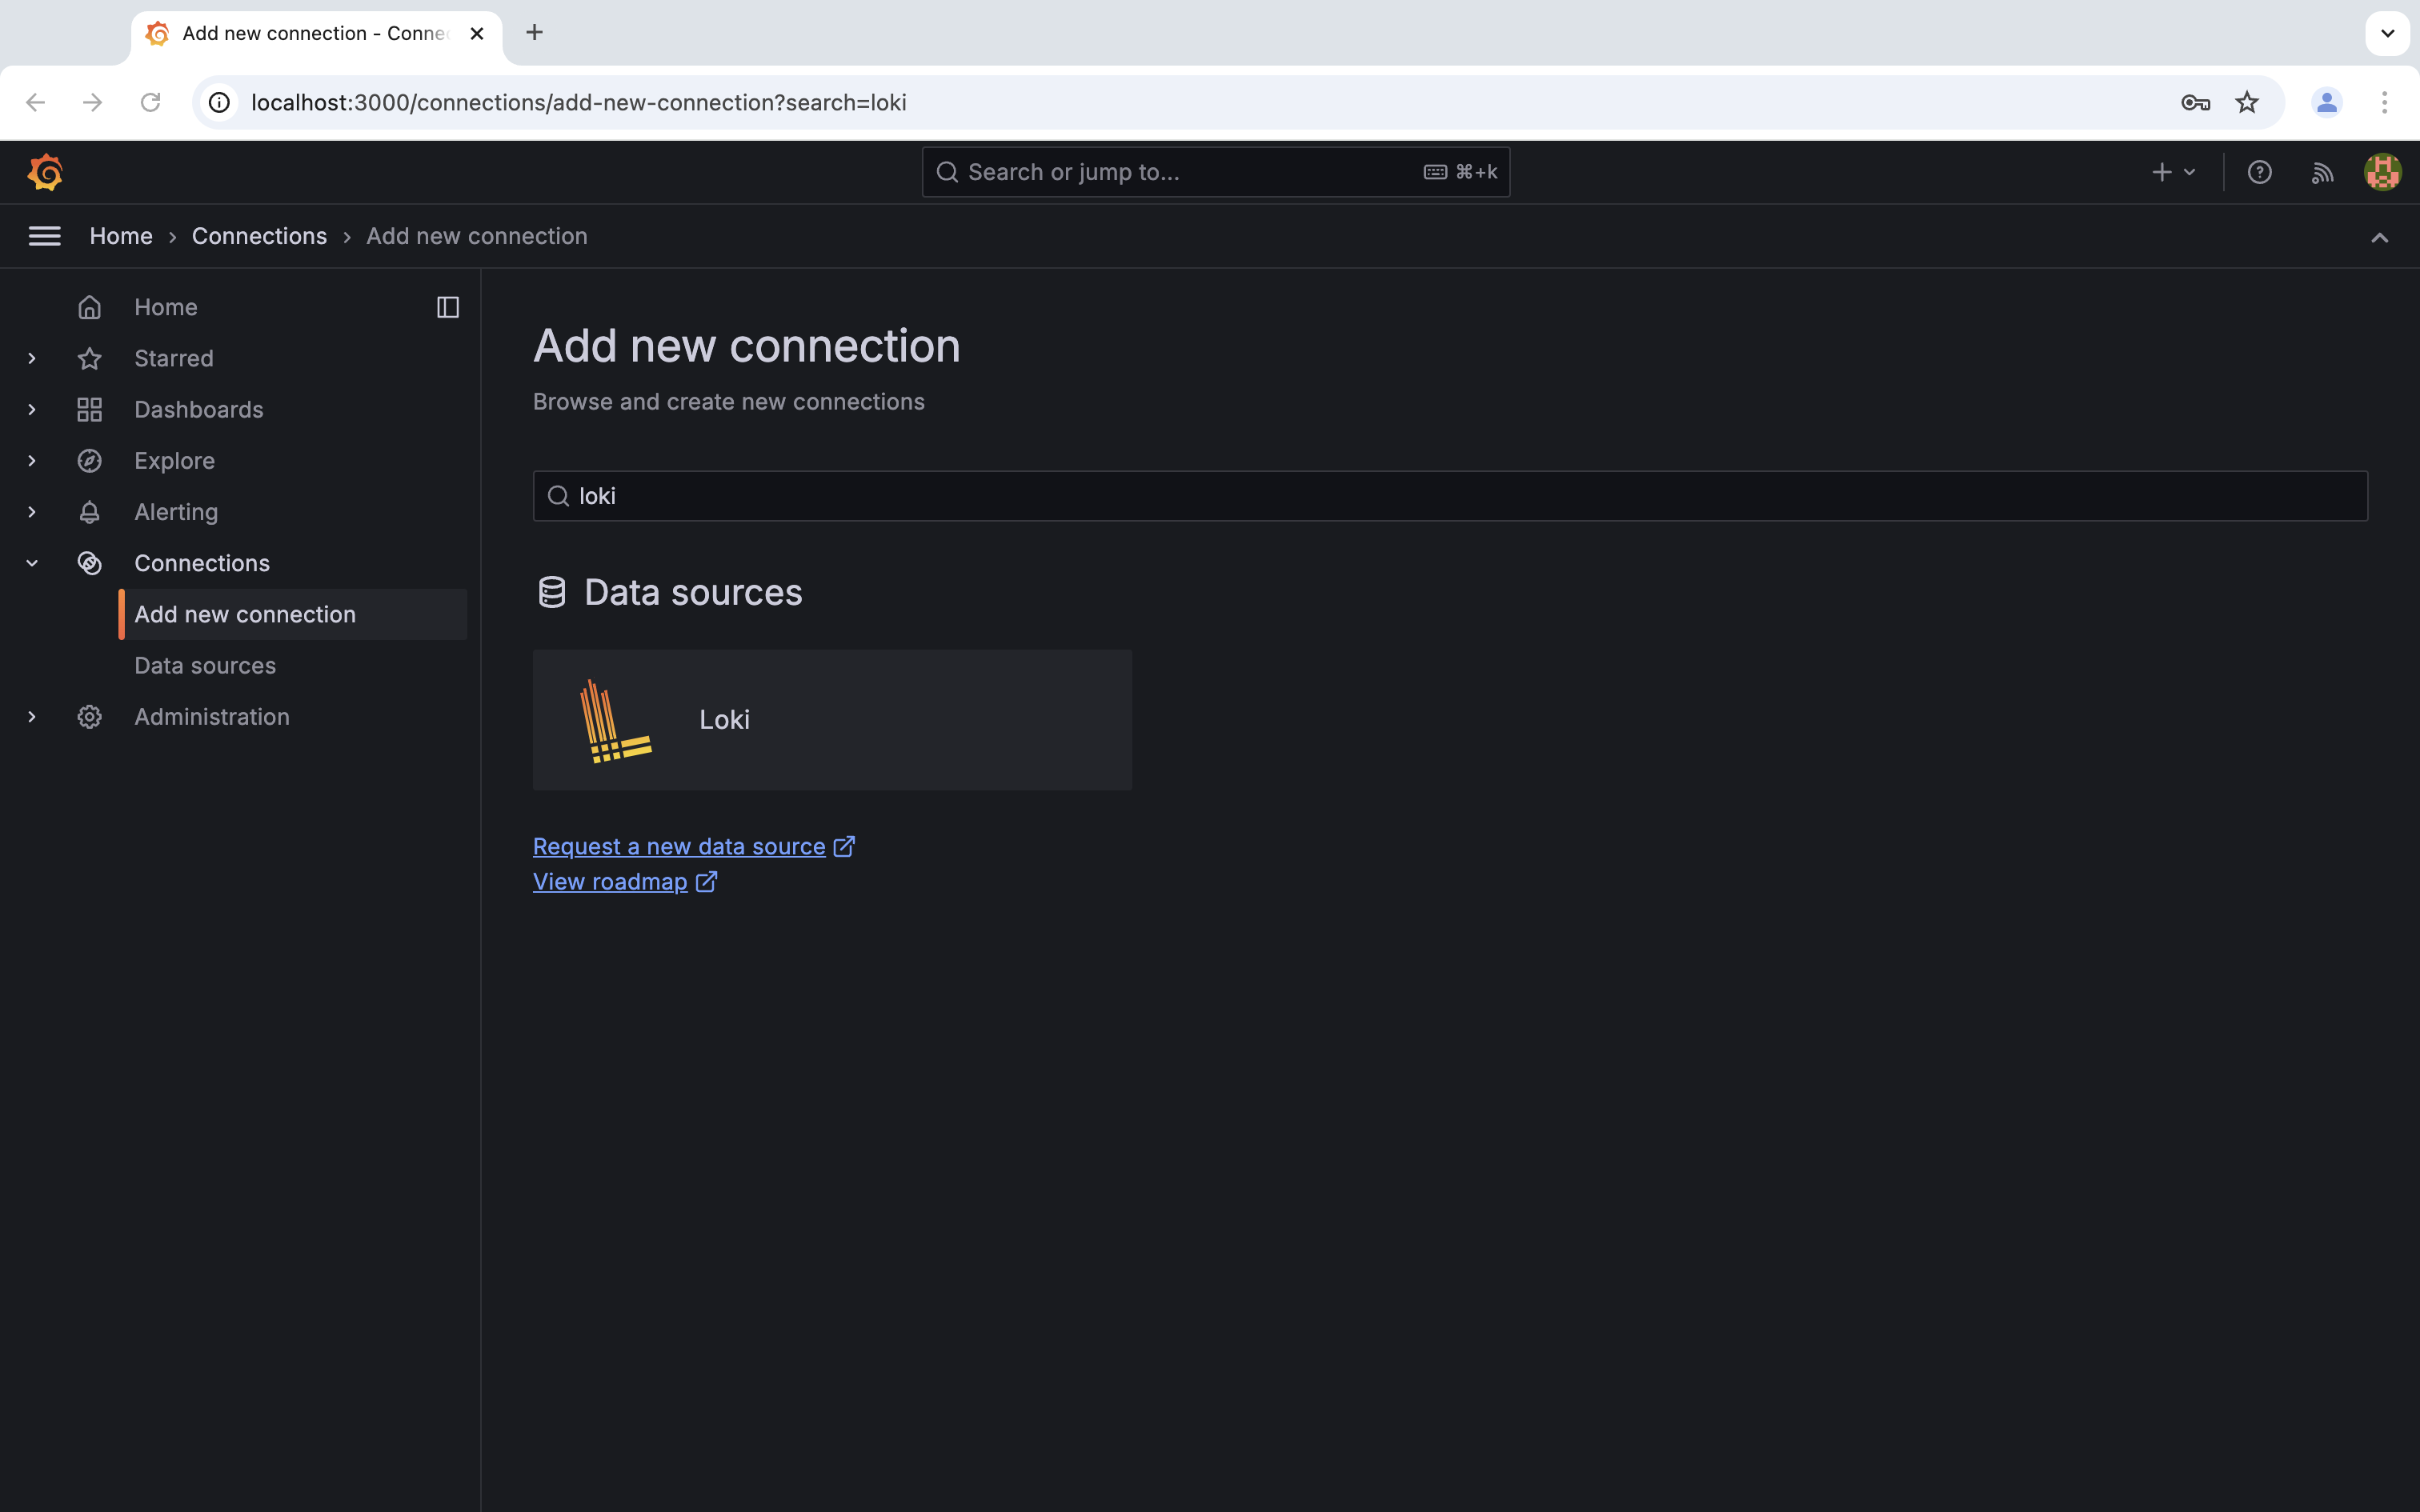 Add new connection - Connec
localhost:3000/connections/add-new-connection?search=loki
Search or jump to...
⌘+k
Home › Connections › Add new connection
Home
Starred
Dashboards
Explore
Alerting
Connections
Add new connection
Data sources
Administration
Add new connection
Browse and create new connections
loki
Data sources
Loki
Request a new data source
View roadmap